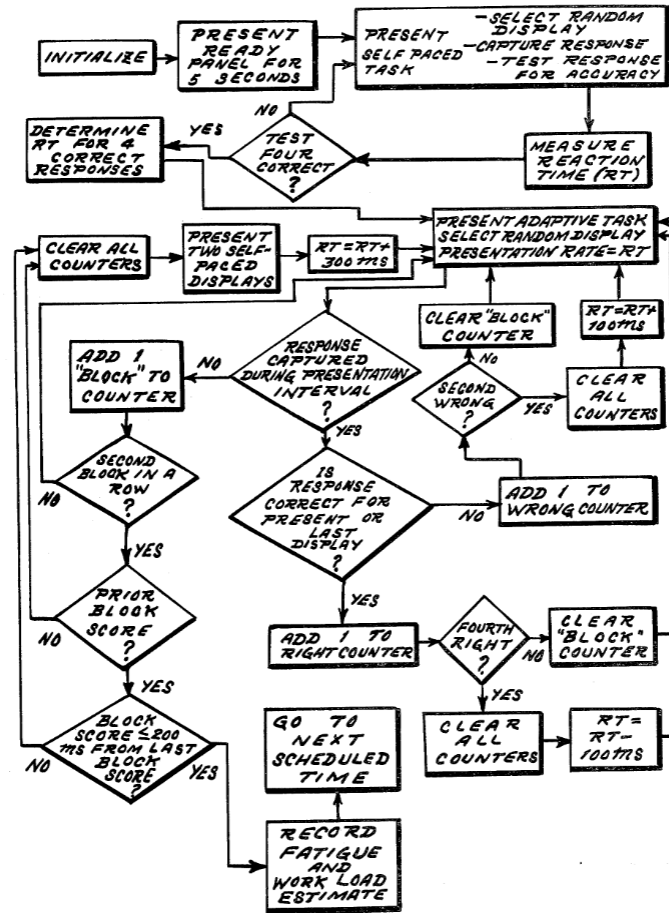 INITIALIZE
PRESENT
READY
PANEL FOR
5 SECONDS
PRESENT
SELF PACED
TASK
-SELECT RANDOM
DISPLAY
-CAPTURE RESPONSE
-TEST RESPONSE
FOR ACCURACY
NO
YES
DETERMINE
RT FOR 4
CORRECT
RESPONSES
TEST
FOUR
CORRECT
?
MEASURE
REACTION
TIME (RT)
CLEAR ALL
COUNTERS
PRESENT
TWO SELF-
PACED
DISPLAYS
RT=RT+
300 MS
PRESENT ADAPTIVE TASK
SELECT RANDOM DISPLAY
PRESENTATION RATE=RT
CLEAR "BLOCK"
COUNTER
RT=RT+
100MS
ADD 1
"BLOCK" TO
COUNTER
NO
RESPONSE
CAPTURED
DURING PRESENTATION
INTERVAL
?
YES
NO
SECOND
WRONG
?
YES
CLEAR
ALL
COUNTERS
SECOND
BLOCK IN A
ROW
?
NO
YES
IS
RESPONSE
CORRECT FOR
PRESENT OR
LAST
DISPLAY
?
NO
YES
ADD 1 TO
WRONG COUNTER
PRIOR
BLOCK
SCORE
?
NO
YES
ADD 1 TO
RIGHT COUNTER
FOURTH
RIGHT
?
NO
YES
CLEAR
"BLOCK"
COUNTER
BLOCK
SCORE ≤200
MS FROM LAST
BLOCK
SCORE
?
NO
YES
GO TO
NEXT
SCHEDULED
TIME
CLEAR
ALL
COUNTERS
RT=
RT-
100MS
RECORD
FATIGUE
AND
WORK LOAD
ESTIMATE